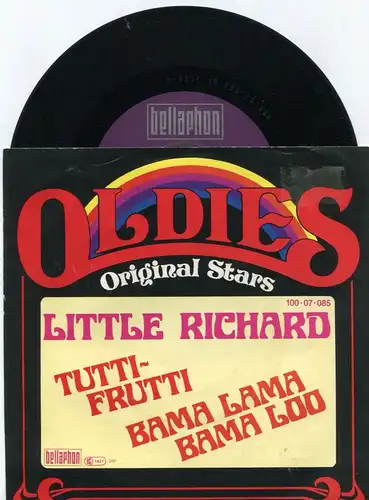 bellaphon
OLDIES
Original Stars
100·07·085
LITTLE RICHARD
TUTTI-
FRUTTI
BAMA LAMA
BAMA LOO
bellaphon